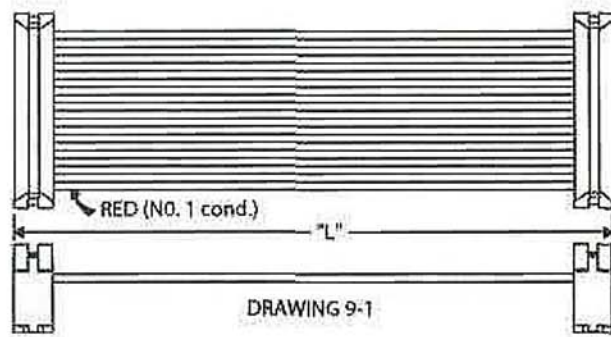 RED (N0. 1 cond.)
"L"
DRAWING 9-1